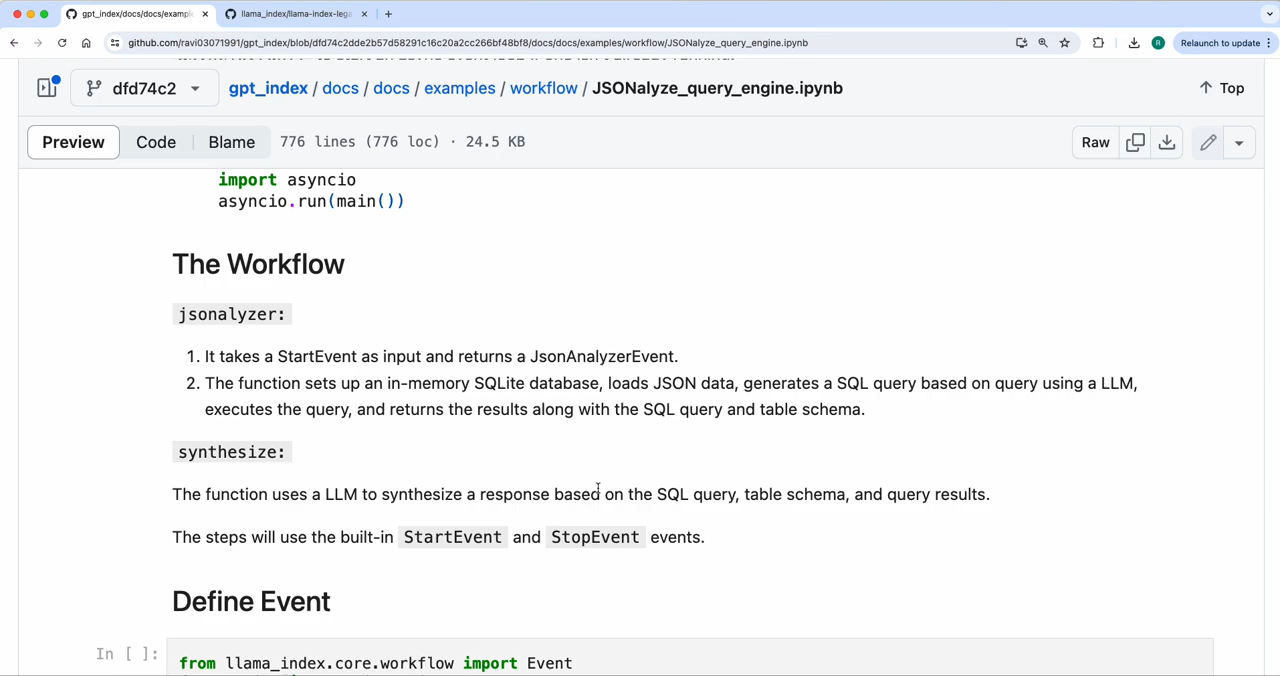 gpt_index/docs/docs/exampl
llama_index/llama-index-lega
github.com/ravi03071991/gpt_index/blob/dfd74c2dde2b57d58291c16c20a2cc266bf48bf8/docs/docs/examples/workflow/JSONalyze_query_engine.ipynb
R
Relaunch to update
dfd74c2
gpt_index / docs / docs / examples / workflow / JSONalyze_query_engine.ipynb
Top
Preview Code Blame 776 lines (776 loc) · 24.5 KB
Raw
import asyncio
asyncio.run(main())
The Workflow
jsonalyzer:
1. It takes a StartEvent as input and returns a JsonAnalyzerEvent.
2. The function sets up an in-memory SQLite database, loads JSON data, generates a SQL query based on query using a LLM,
executes the query, and returns the results along with the SQL query and table schema.
synthesize:
The function uses a LLM to synthesize a response based on the SQL query, table schema, and query results.
The steps will use the built-in StartEvent and StopEvent events.
Define Event
In [ ]:
from llama_index.core.workflow import Event